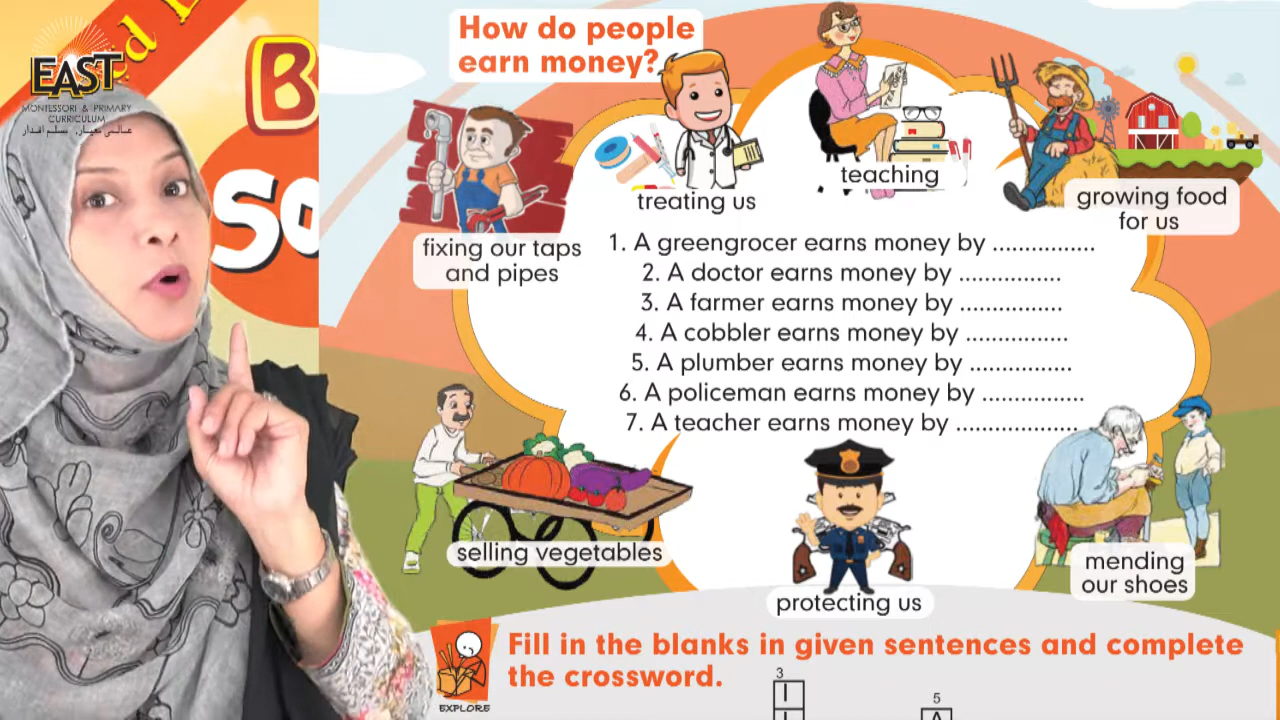 EAST
MONTESSORI & PRIMARY
CURRICULUM
عالمی معیار، مسلم اقدار
B
SO
How do people
earn money?
treating us
teaching
growing food
for us
fixing our taps
and pipes
1. A greengrocer earns money by .................
2. A doctor earns money by .................
3. A farmer earns money by .................
4. A cobbler earns money by .................
5. A plumber earns money by .................
6. A policeman earns money by .................
7. A teacher earns money by ....................
selling vegetables
mending
our shoes
protecting us
Fill in the blanks in given sentences and complete
the crossword.
EXPLORE
3
I
5
A